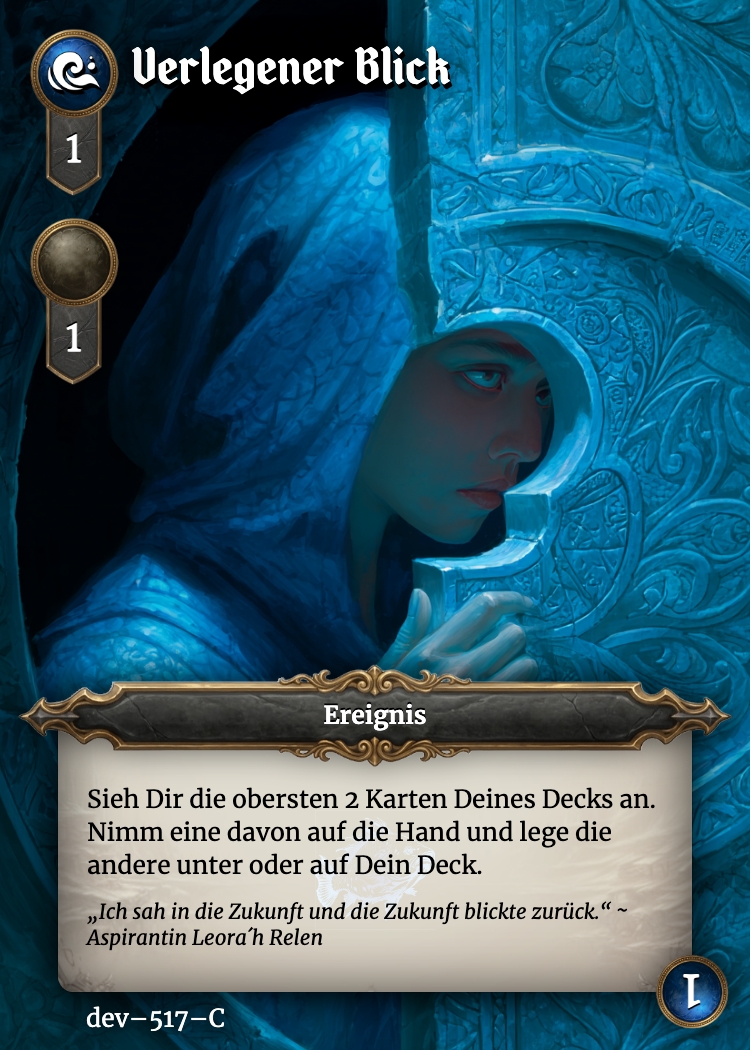 Verlegener Blick
1
1
Ereignis
Sieh Dir die obersten 2 Karten Deines Decks an.
Nimm eine davon auf die Hand und lege die
andere unter oder auf Dein Deck.
„Ich sah in die Zukunft und die Zukunft blickte zurück.“ ~
Aspirantin Leora´h Relen
1
dev–517–C